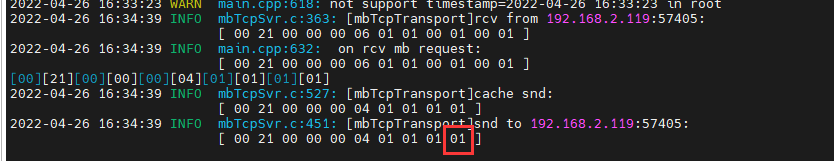 2022-04-26 16:33:23 WARN  main.cpp:618: not support timestamp=2022-04-26 16:33:23 in root
2022-04-26 16:34:39 INFO  mbTcpSvr.c:363: [mbTcpTransport]rcv from 192.168.2.119:57405:
[ 00 21 00 00 00 06 01 01 00 01 00 01 ]
2022-04-26 16:34:39 INFO  main.cpp:632:  on rcv mb request:
[ 00 21 00 00 00 06 01 01 00 01 00 01 ]
[00][21][00][00][00][04][01][01][01][01]
2022-04-26 16:34:39 INFO  mbTcpSvr.c:527: [mbTcpTransport]cache snd:
[ 00 21 00 00 00 04 01 01 01 01 ]
2022-04-26 16:34:39 INFO  mbTcpSvr.c:451: [mbTcpTransport]snd to 192.168.2.119:57405:
[ 00 21 00 00 00 04 01 01 01 01 ]